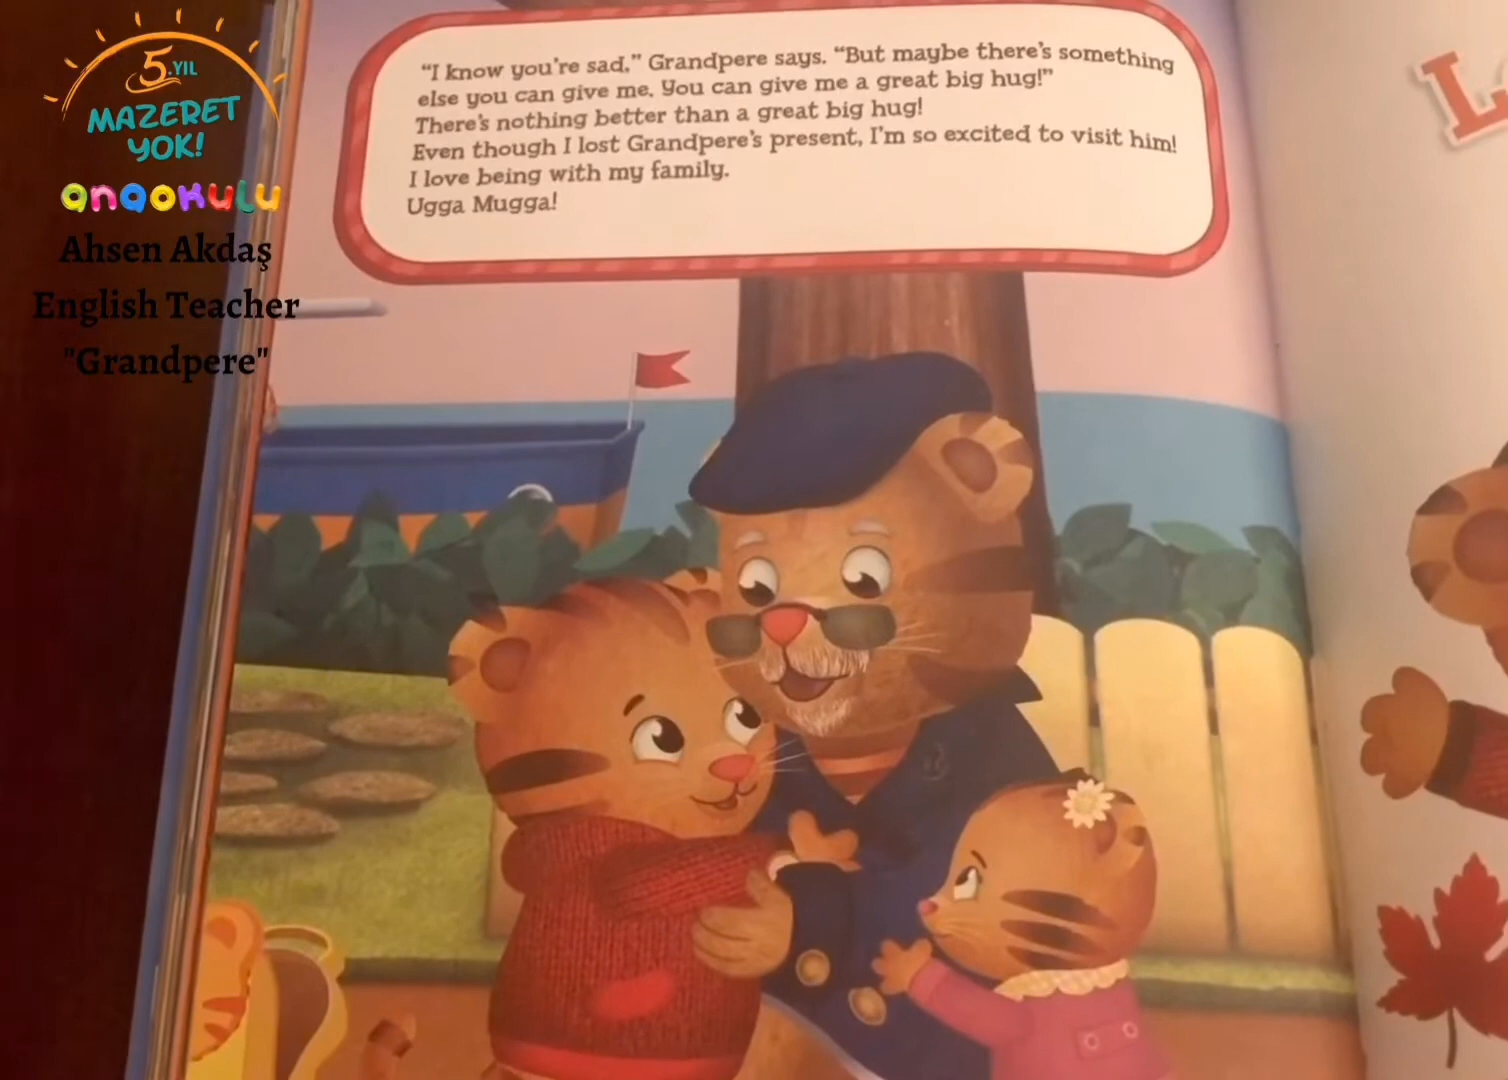 5.YIL
MAZERET
YOK!
anaokulu
Ahsen Akdaş
English Teacher
"Grandpere"
“I know you’re sad,” Grandpere says. “But maybe there’s something
else you can give me. You can give me a great big hug!”
There’s nothing better than a great big hug!
Even though I lost Grandpere’s present, I’m so excited to visit him!
I love being with my family.
Ugga Mugga!